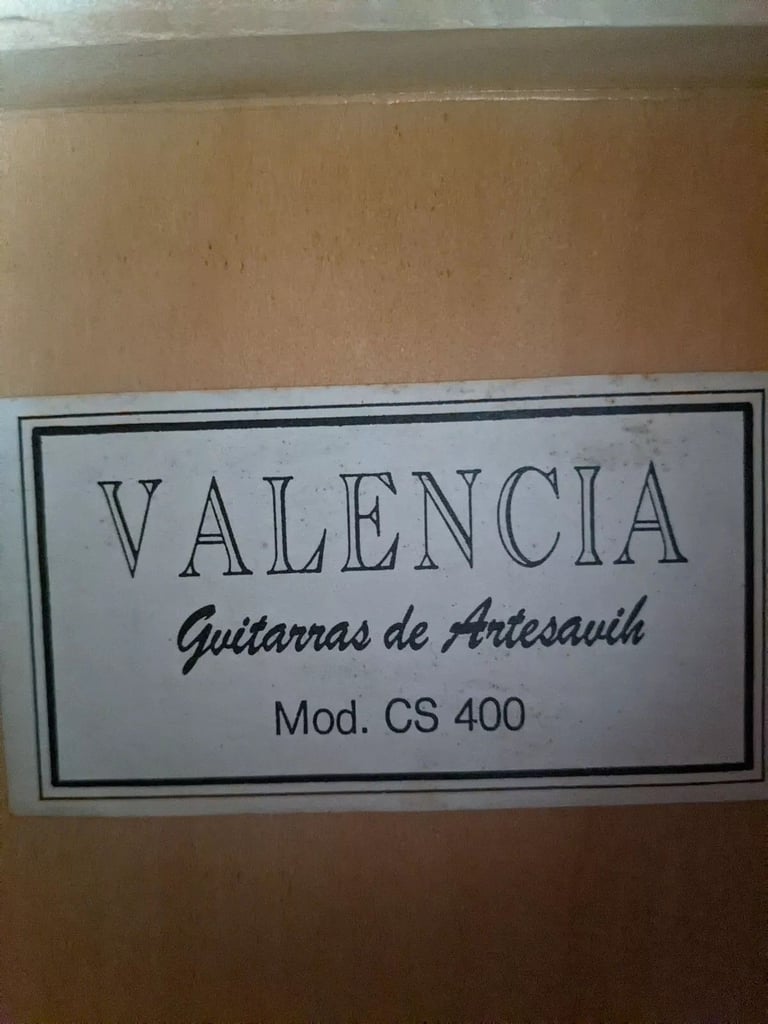 VALENCIA
Guitarras de Artesavih
Mod. CS 400